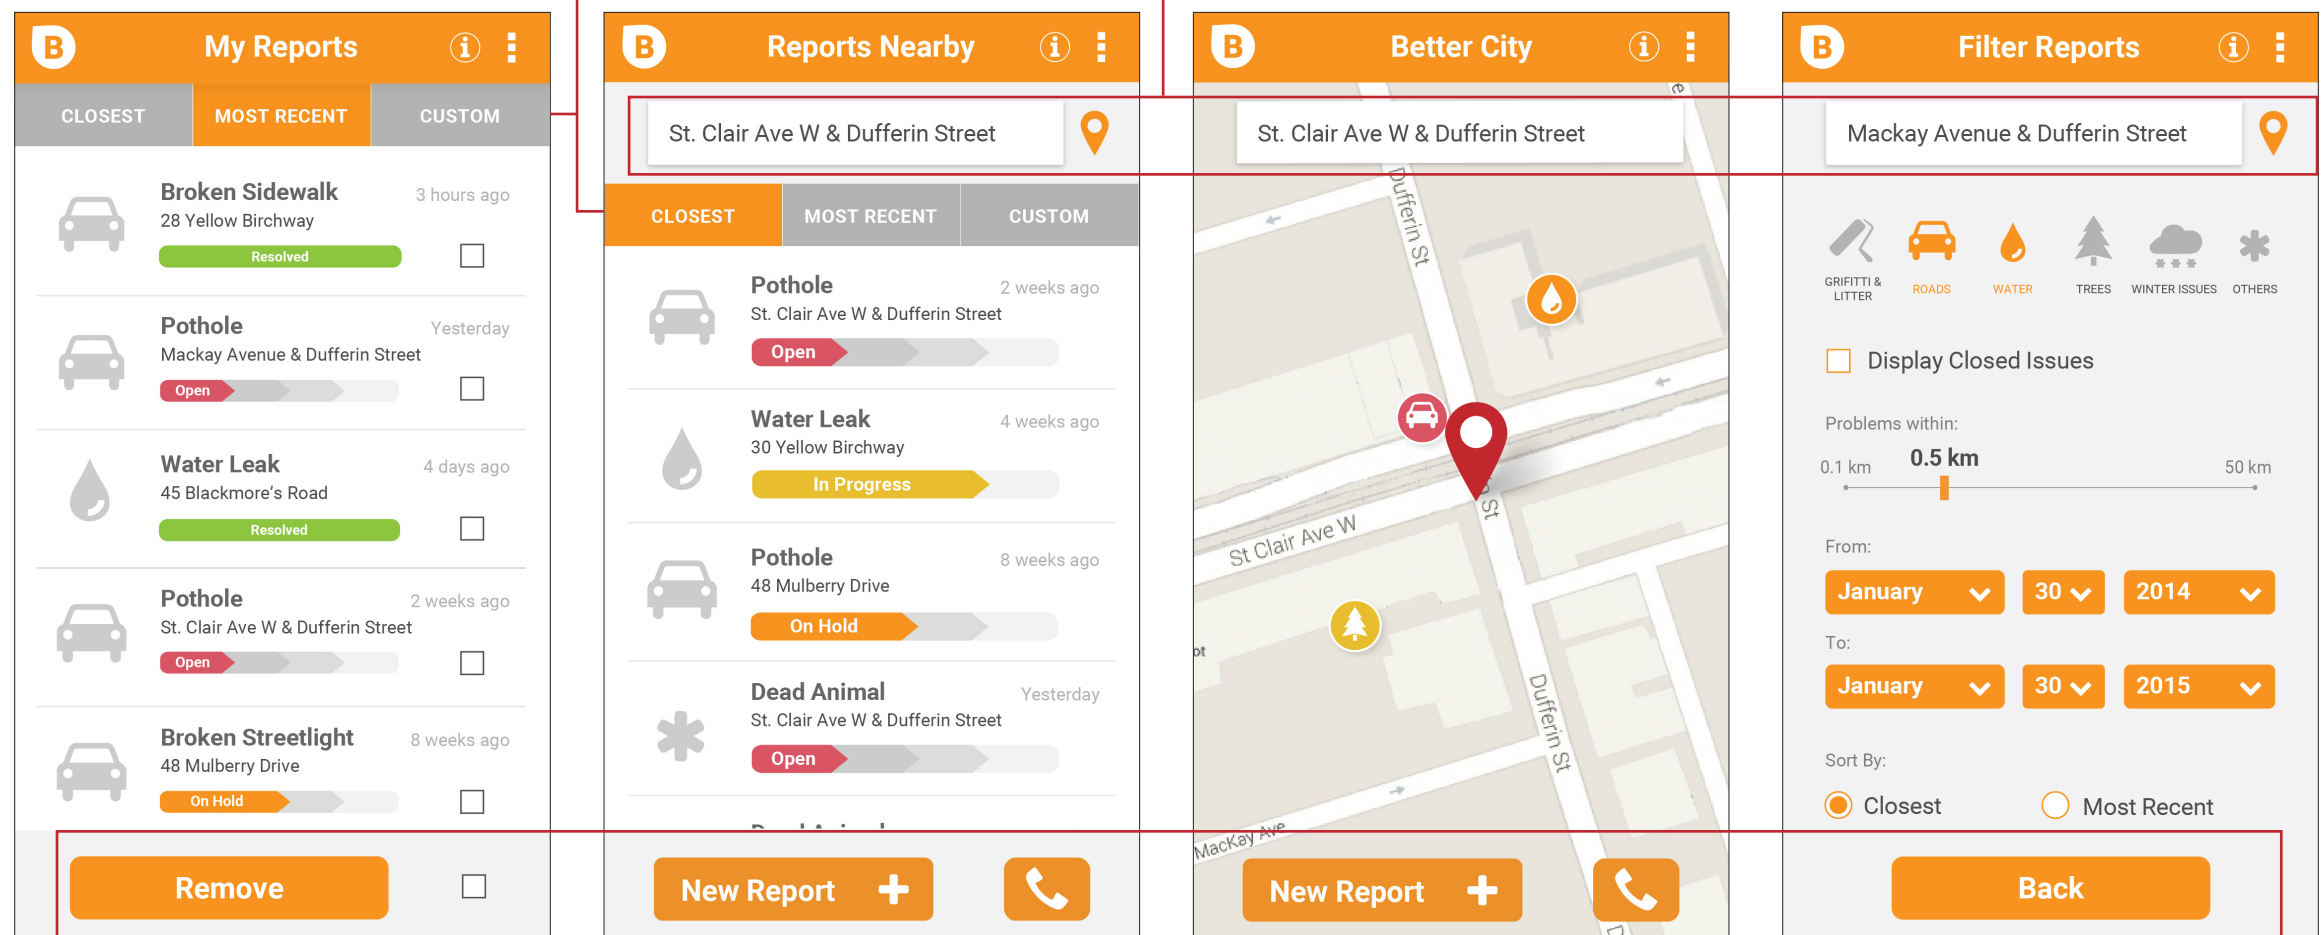 B
My Reports
i
CLOSEST
MOST RECENT
CUSTOM
Broken Sidewalk
3 hours ago
28 Yellow Birchway
Resolved
Pothole
Yesterday
Mackay Avenue & Dufferin Street
Open
Water Leak
4 days ago
45 Blackmore's Road
Resolved
Pothole
2 weeks ago
St. Clair Ave W & Dufferin Street
Open
Broken Streetlight
8 weeks ago
48 Mulberry Drive
On Hold
Remove
B
Reports Nearby
i
St. Clair Ave W & Dufferin Street
CLOSEST
MOST RECENT
CUSTOM
Pothole
2 weeks ago
St. Clair Ave W & Dufferin Street
Open
Water Leak
4 weeks ago
30 Yellow Birchway
In Progress
Pothole
8 weeks ago
48 Mulberry Drive
On Hold
Dead Animal
Yesterday
St. Clair Ave W & Dufferin Street
Open
New Report +
B
Better City
i
St. Clair Ave W & Dufferin Street
Dufferin St
St
St Clair Ave W
Dufferin St
MacKay Ave
New Report +
B
Filter Reports
i
Mackay Avenue & Dufferin Street
GRIFITTI &
LITTER
ROADS
WATER
TREES
WINTER ISSUES
OTHERS
Display Closed Issues
Problems within:
0.1 km
0.5 km
50 km
From:
January
30
2014
To:
January
30
2015
Sort By:
Closest
Most Recent
Back